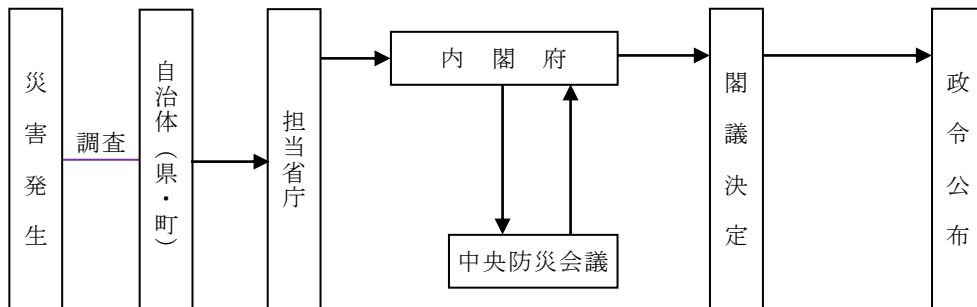 災害発生
調査
自治体（県・町）
担当省庁
内閣府
中央防災会議
閣議決定
政令公布